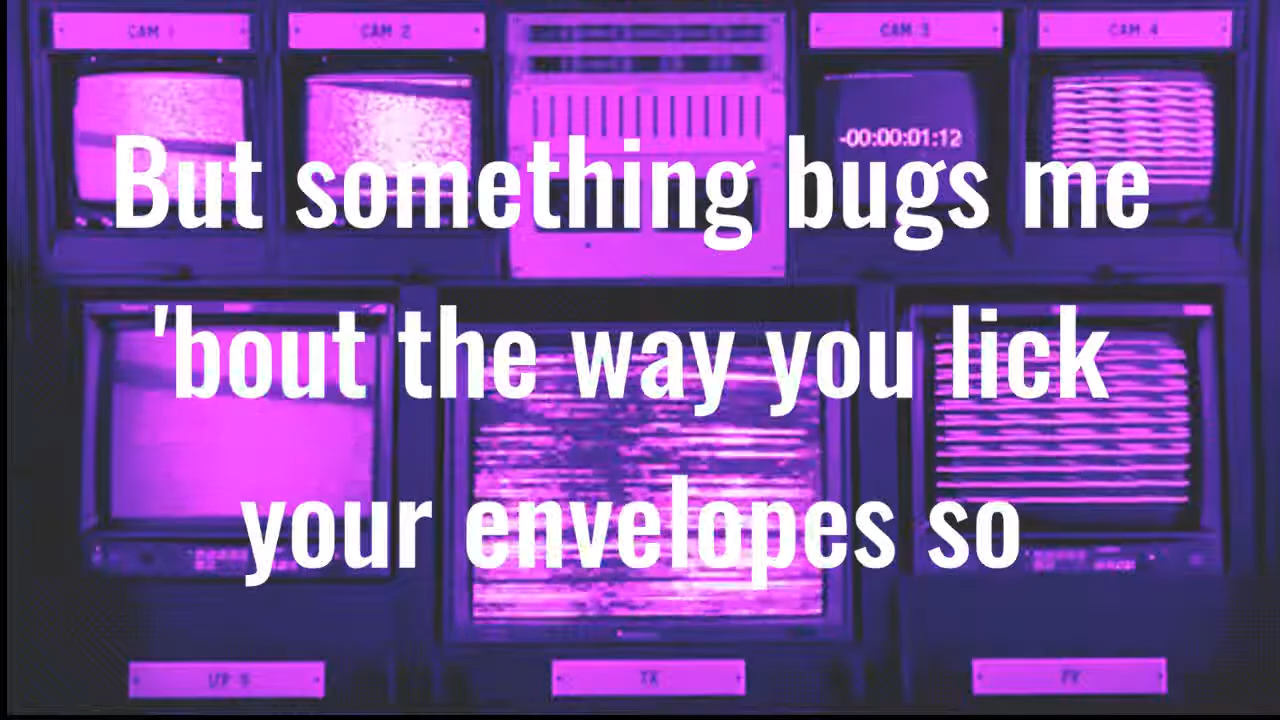 CAM 1
CAM 2
CAM 3
CAM 4
-00:00:01:12
But something bugs me
'bout the way you lick
your envelopes so
TX